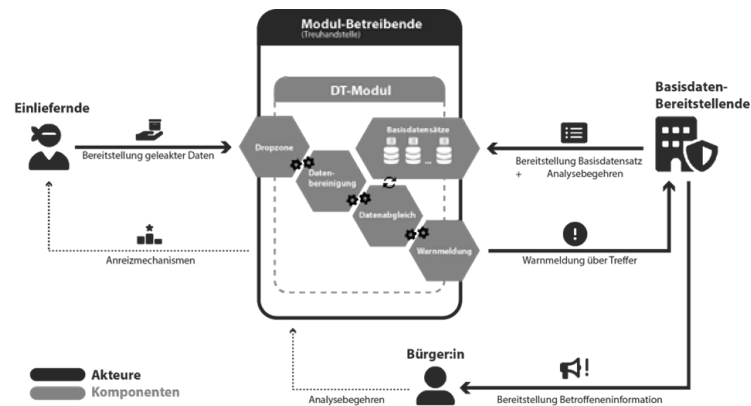 Modul-Betreibende
(Treuhandstelle)
DT-Modul
Einliefernde
Bereitstellung geleakter Daten
Anreizmechanismen
Dropzone
Daten-
bereinigung
Datenabgleich
Warnmeldung
Basisdatensätze
...
Basisdaten-
Bereitstellende
Bereitstellung Basisdatensatz
+ Analysebegehren
Warnmeldung über Treffer
Bürger:in
Analysebegehren
Bereitstellung Betroffeneninformation
Akteure
Komponenten